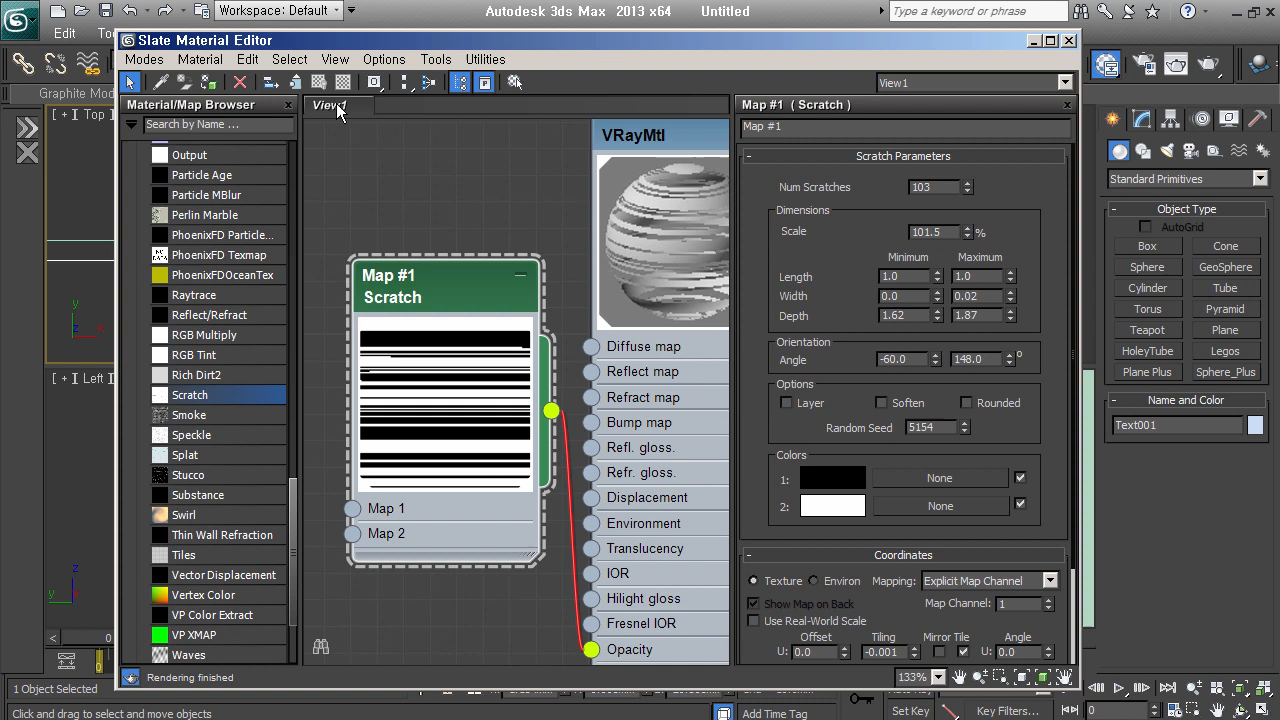 Workspace: Default
Autodesk 3ds Max 2013 x64 Untitled
Type a keyword or phrase
Edit
Slate Material Editor
Modes Material Edit Select View Options Tools Utilities
View1
Graphite Mode
[ + ] Top
[ + ] Left
y
x
z
y
Material/Map Browser
Search by Name ...
Output
Particle Age
Particle MBlur
Perlin Marble
PhoenixFD Particle...
PhoenixFD Texmap
PhoenixFDOceanTex
Raytrace
Reflect/Refract
RGB Multiply
RGB Tint
Rich Dirt2
Scratch
Smoke
Speckle
Splat
Stucco
Substance
Swirl
Thin Wall Refraction
Tiles
Vector Displacement
Vertex Color
VP Color Extract
VP XMAP
Waves
View1
Map #1
Scratch
Map 1
Map 2
VRayMtl
Diffuse map
Reflect map
Refract map
Bump map
Refl. gloss.
Refr. gloss.
Displacement
Environment
Translucency
IOR
Hilight gloss
Fresnel IOR
Opacity
Map #1 ( Scratch )
Map #1
- Scratch Parameters
Num Scratches 103
Dimensions
Scale 101.5 %
Minimum Maximum
Length 1.0 1.0
Width 0.0 0.02
Depth 1.62 1.87
Orientation
Angle -60.0 148.0 °
Options
Layer Soften Rounded
Random Seed 5154
Colors
1: None
2: None
- Coordinates
Texture Environ Mapping: Explicit Map Channel
Show Map on Back Map Channel: 1
Use Real-World Scale
Offset Tiling Mirror Tile Angle
U: 0.0 -0.001 U: 0.0
Standard Primitives
- Object Type
AutoGrid
Box Cone
Sphere GeoSphere
Cylinder Tube
Torus Pyramid
Teapot Plane
HoleyTube Legos
Plane Plus Sphere_Plus
- Name and Color
Text001
Rendering finished
133%
< 0
0
1 Object Selected
Click and drag to select and move objects
Add Time Tag
Set Key
Key Filters...
0